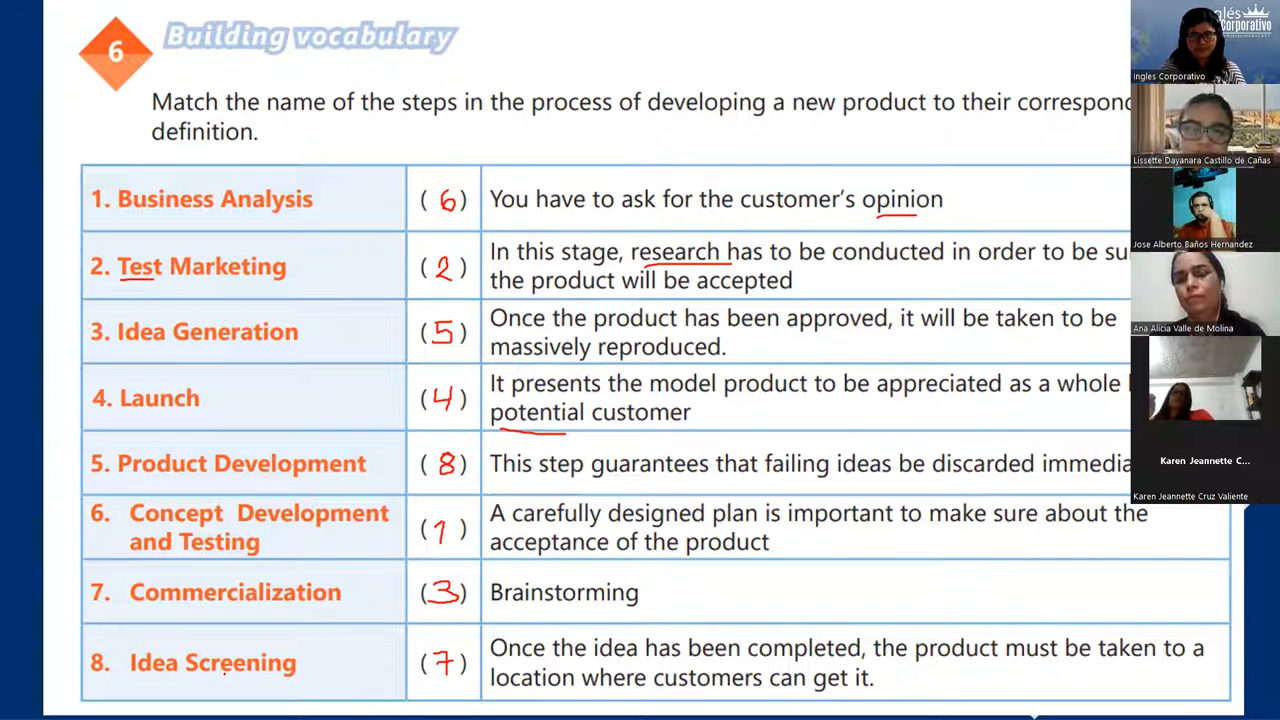 6 Building vocabulary
Match the name of the steps in the process of developing a new product to their
definition.
1. Business Analysis (6) You have to ask for the customer's opinion
2. Test Marketing (2) In this stage, research has to be conducted in order to be
the product will be accepted
3. Idea Generation (5) Once the product has been approved, it will be taken to be
massively reproduced.
4. Launch (4) It presents the model product to be appreciated as a whole
potential customer
5. Product Development (8) This step guarantees that failing ideas be discarded
6. Concept Development
and Testing (1) A carefully designed plan is important to make sure about the
acceptance of the product
7. Commercialization (3) Brainstorming
8. Idea Screening (7) Once the idea has been completed, the product must be taken to a
location where customers can get it.
glés
Corporativo
Ingles Corporativo
Lissette Dayanara Castillo de Cañas
Jose Alberto Baños Hernandez
Ana Alicia Valle de Molina
Karen Jeannette C...
Karen Jeannette Cruz Valiente